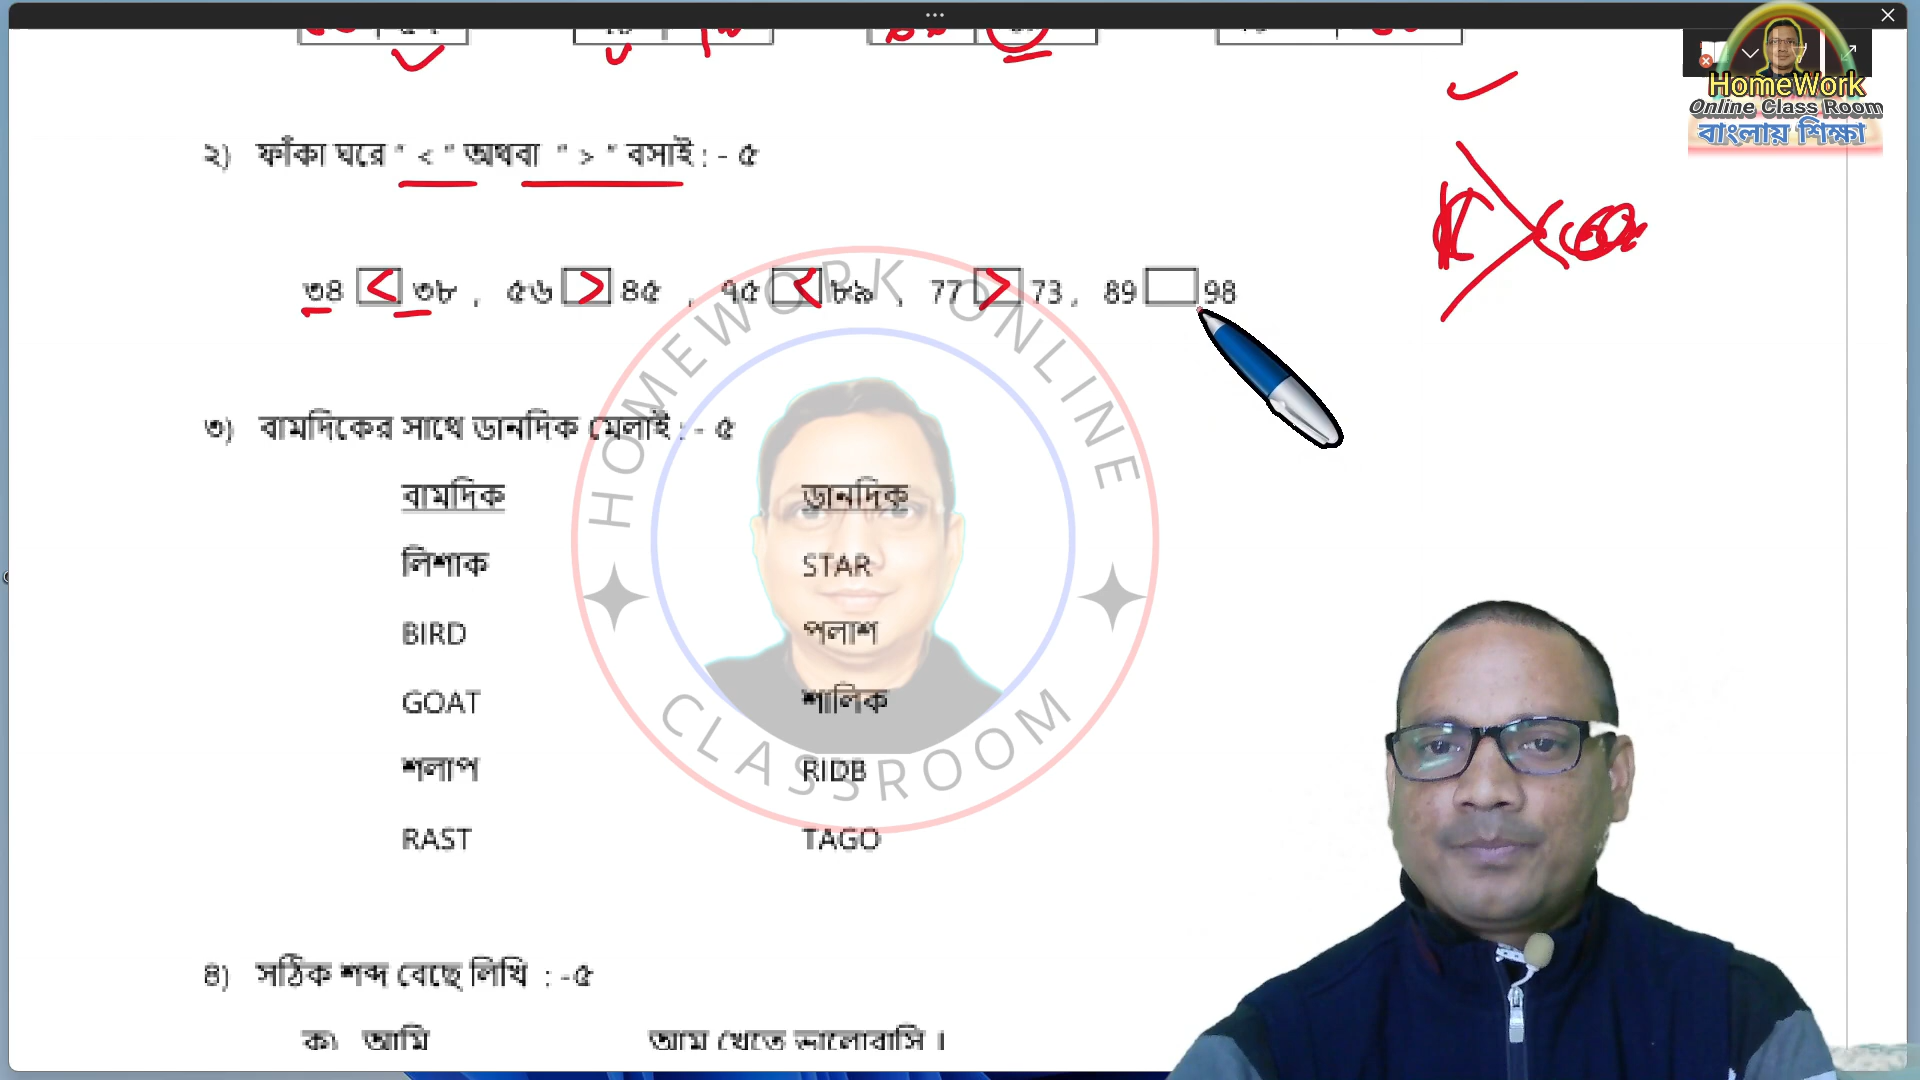 HomeWork
Online Class Room
বাংলায় শিক্ষা
২) ফাঁকা ঘরে " < " অথবা " > " বসাই : - ৫
৩৪ < ৩৮ , ৫৬ > ৪৫ , ৭৫ < ৮৯ , 77 > 73 , 89 98
৩) বামদিকের সাথে ডানদিক মেলাই : - ৫
বামদিক ডানদিক
লিশাক STAR
BIRD পলাশ
GOAT শালিক
শলাপ RIDB
RAST TAGO
৪) সঠিক শব্দ বেছে লিখি : -৫
ক) আমি আম খেতে ভালোবাসি ।
HOMEWORK ONLINE
CLASSROOM